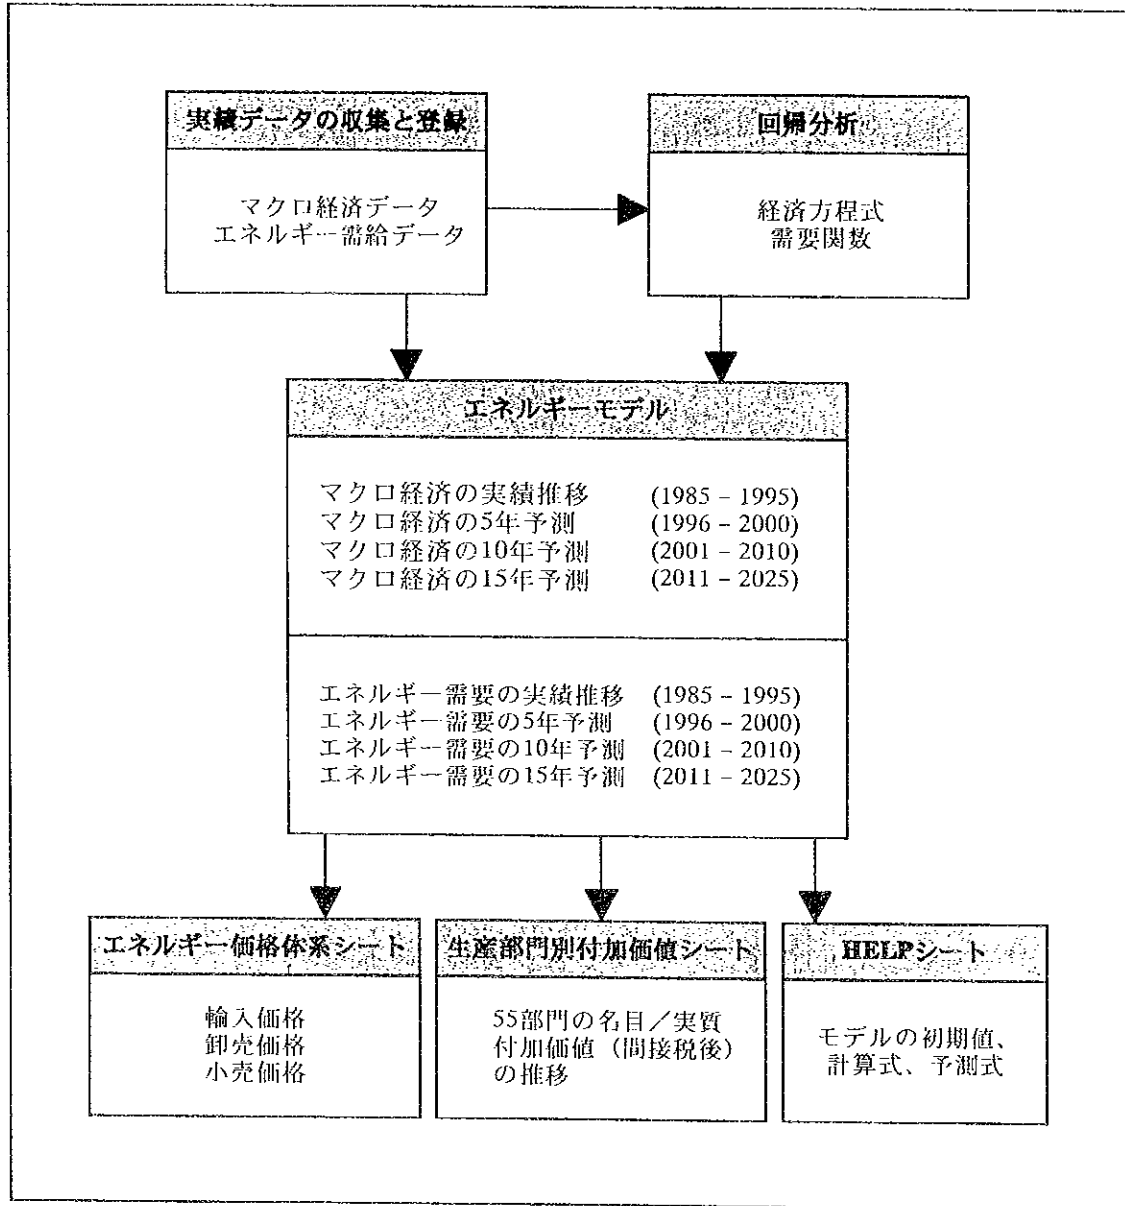 実績データの収集と登録
マクロ経済データ
エネルギー需給データ
回帰分析
経済方程式
需要関数
エネルギーモデル
マクロ経済の実績推移 (1985 – 1995)
マクロ経済の5年予測 (1996 – 2000)
マクロ経済の10年予測 (2001 – 2010)
マクロ経済の15年予測 (2011 – 2025)
エネルギー需要の実績推移 (1985 – 1995)
エネルギー需要の5年予測 (1996 – 2000)
エネルギー需要の10年予測 (2001 – 2010)
エネルギー需要の15年予測 (2011 – 2025)
エネルギー価格体系シート
輸入価格
卸売価格
小売価格
生産部門別付加価値シート
55部門の名目／実質
付加価値（間接税後）
の推移
HELPシート
モデルの初期値、
計算式、予測式